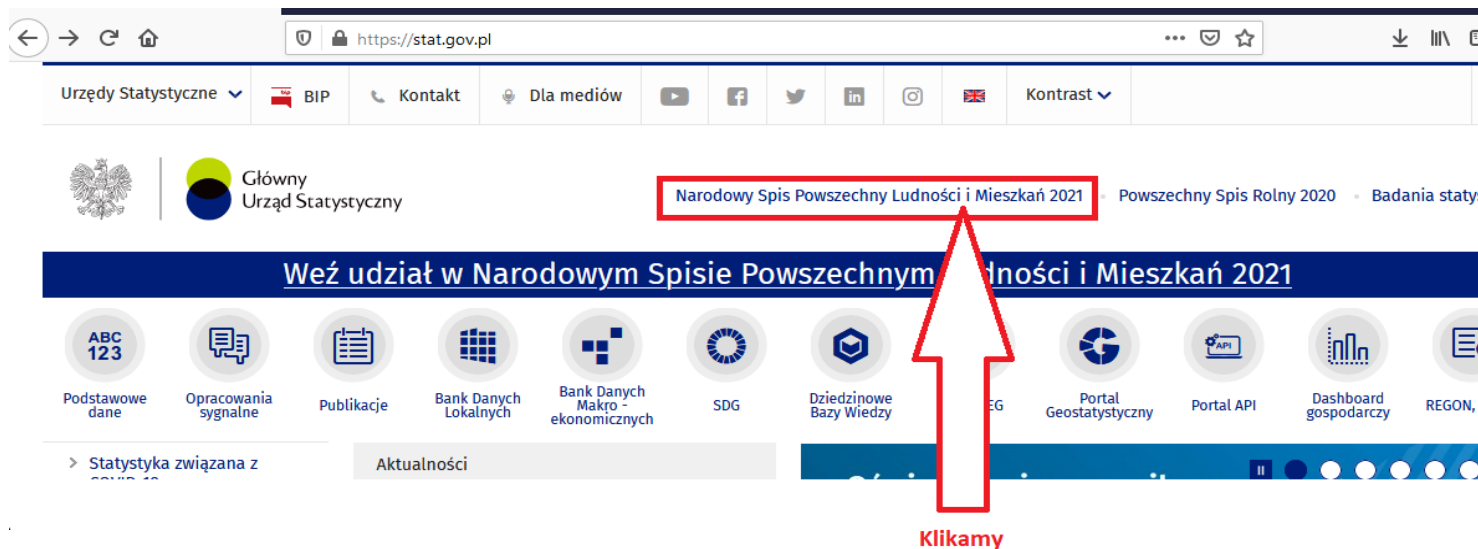 https://stat.gov.pl
Urzędy Statystyczne
BIP
Kontakt
Dla mediów
Kontrast
Główny
Urząd Statystyczny
Narodowy Spis Powszechny Ludności i Mieszkań 2021
Powszechny Spis Rolny 2020
Badania staty
Weź udział w Narodowym Spisie Powszechnym dności i Mieszkań 2021
ABC
123
API
Podstawowe
dane
Opracowania
sygnalne
Publikacje
Bank Danych
Lokalnych
Bank Danych
Makro -
ekonomicznych
SDG
Dziedzinowe
Bazy Wiedzy
EG
Portal
Geostatystyczny
Portal API
Dashboard
gospodarczy
REGON,
Statystyka związana z
Aktualności
Klikamy